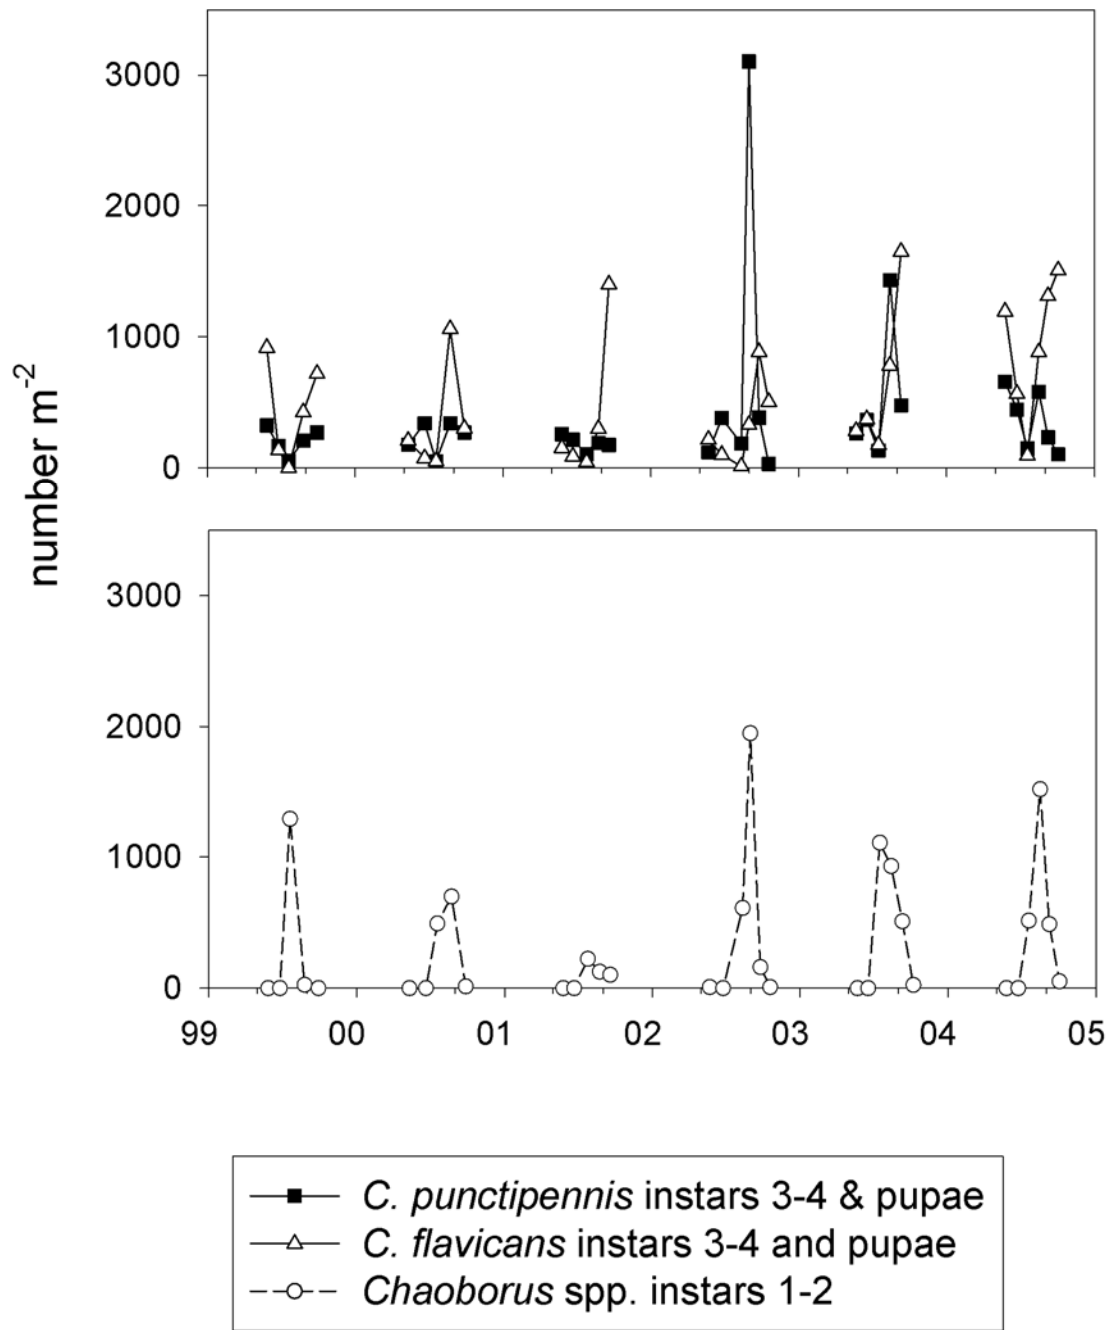 3000
2000
1000
0
number m-2
3000
2000
1000
0
99 00 01 02 03 04 05
C. punctipennis instars 3-4 & pupae
C. flavicans instars 3-4 and pupae
Chaoborus spp. instars 1-2